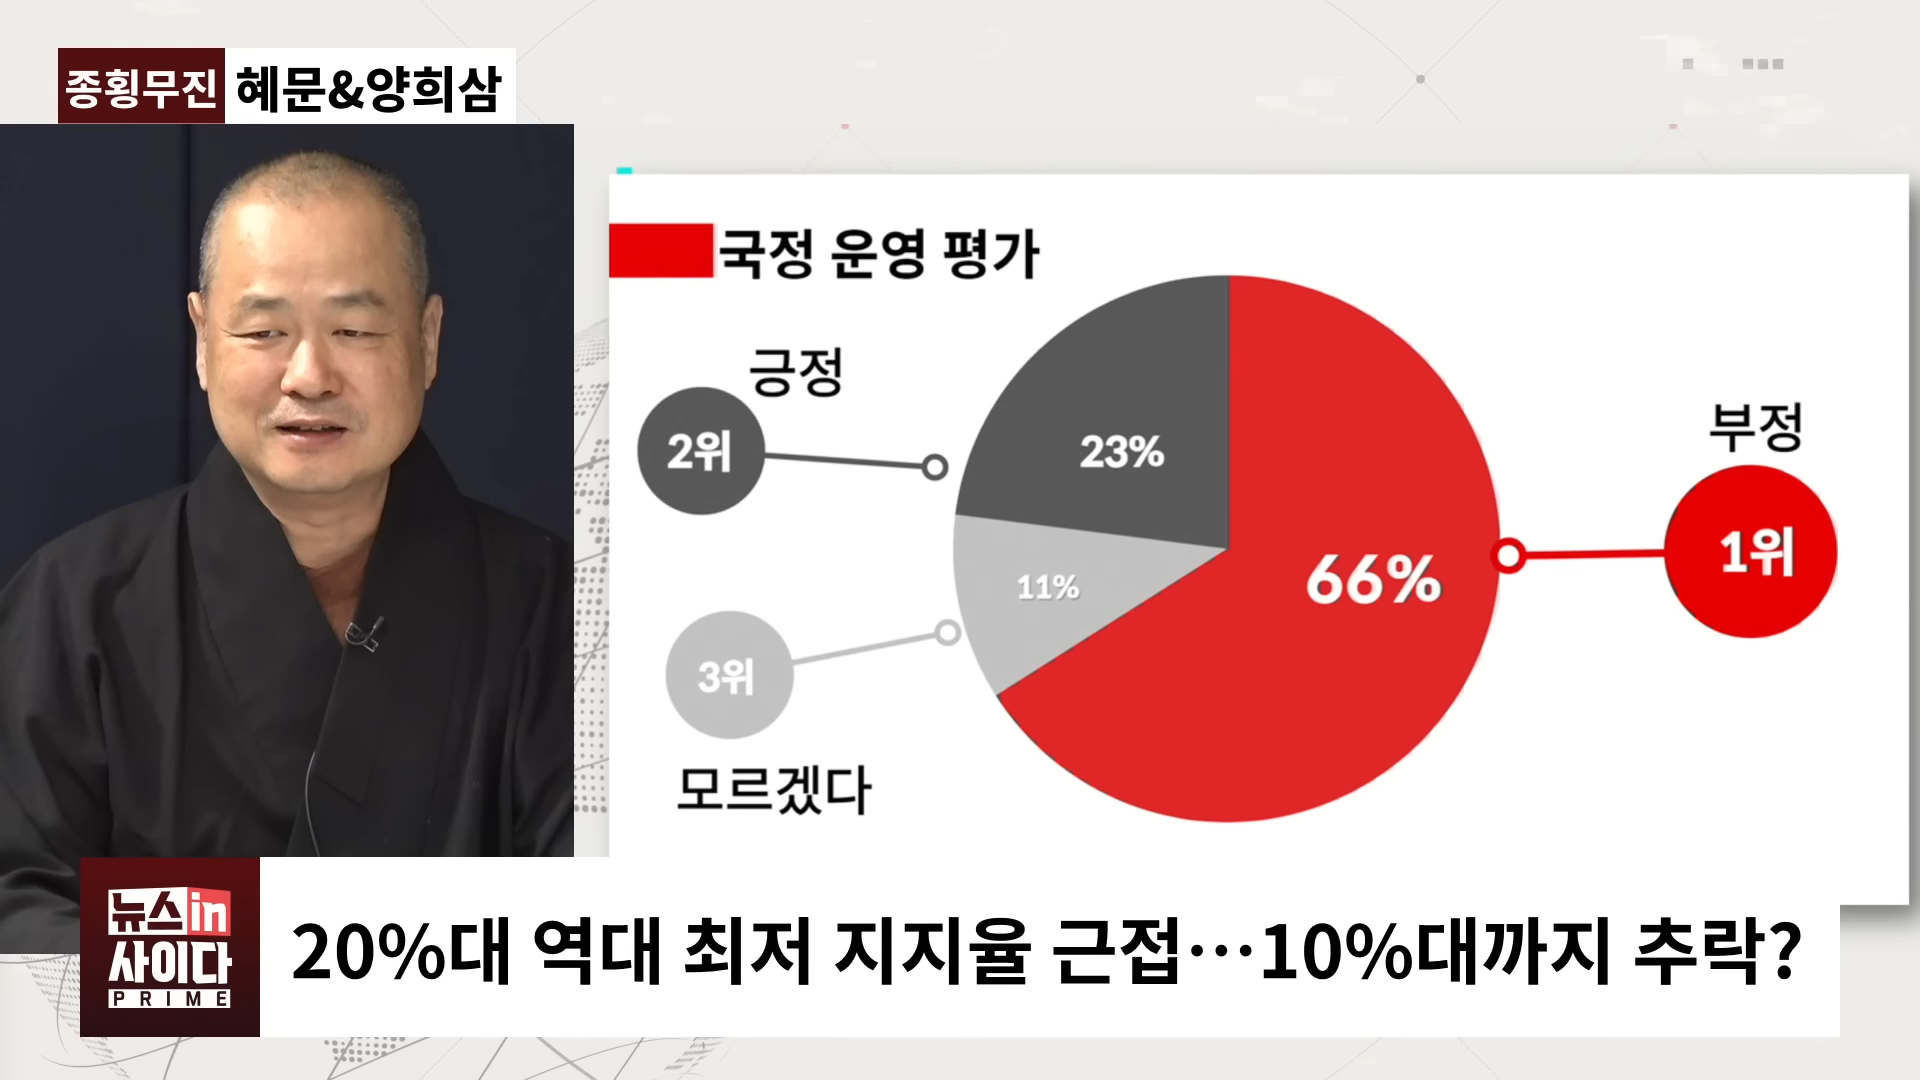 종횡무진 혜문&양희삼
국정 운영 평가
긍정
2위
23%
부정
1위
66%
11%
3위
모르겠다
뉴스in
사이다
PRIME
20%대 역대 최저 지지율 근접…10%대까지 추락?